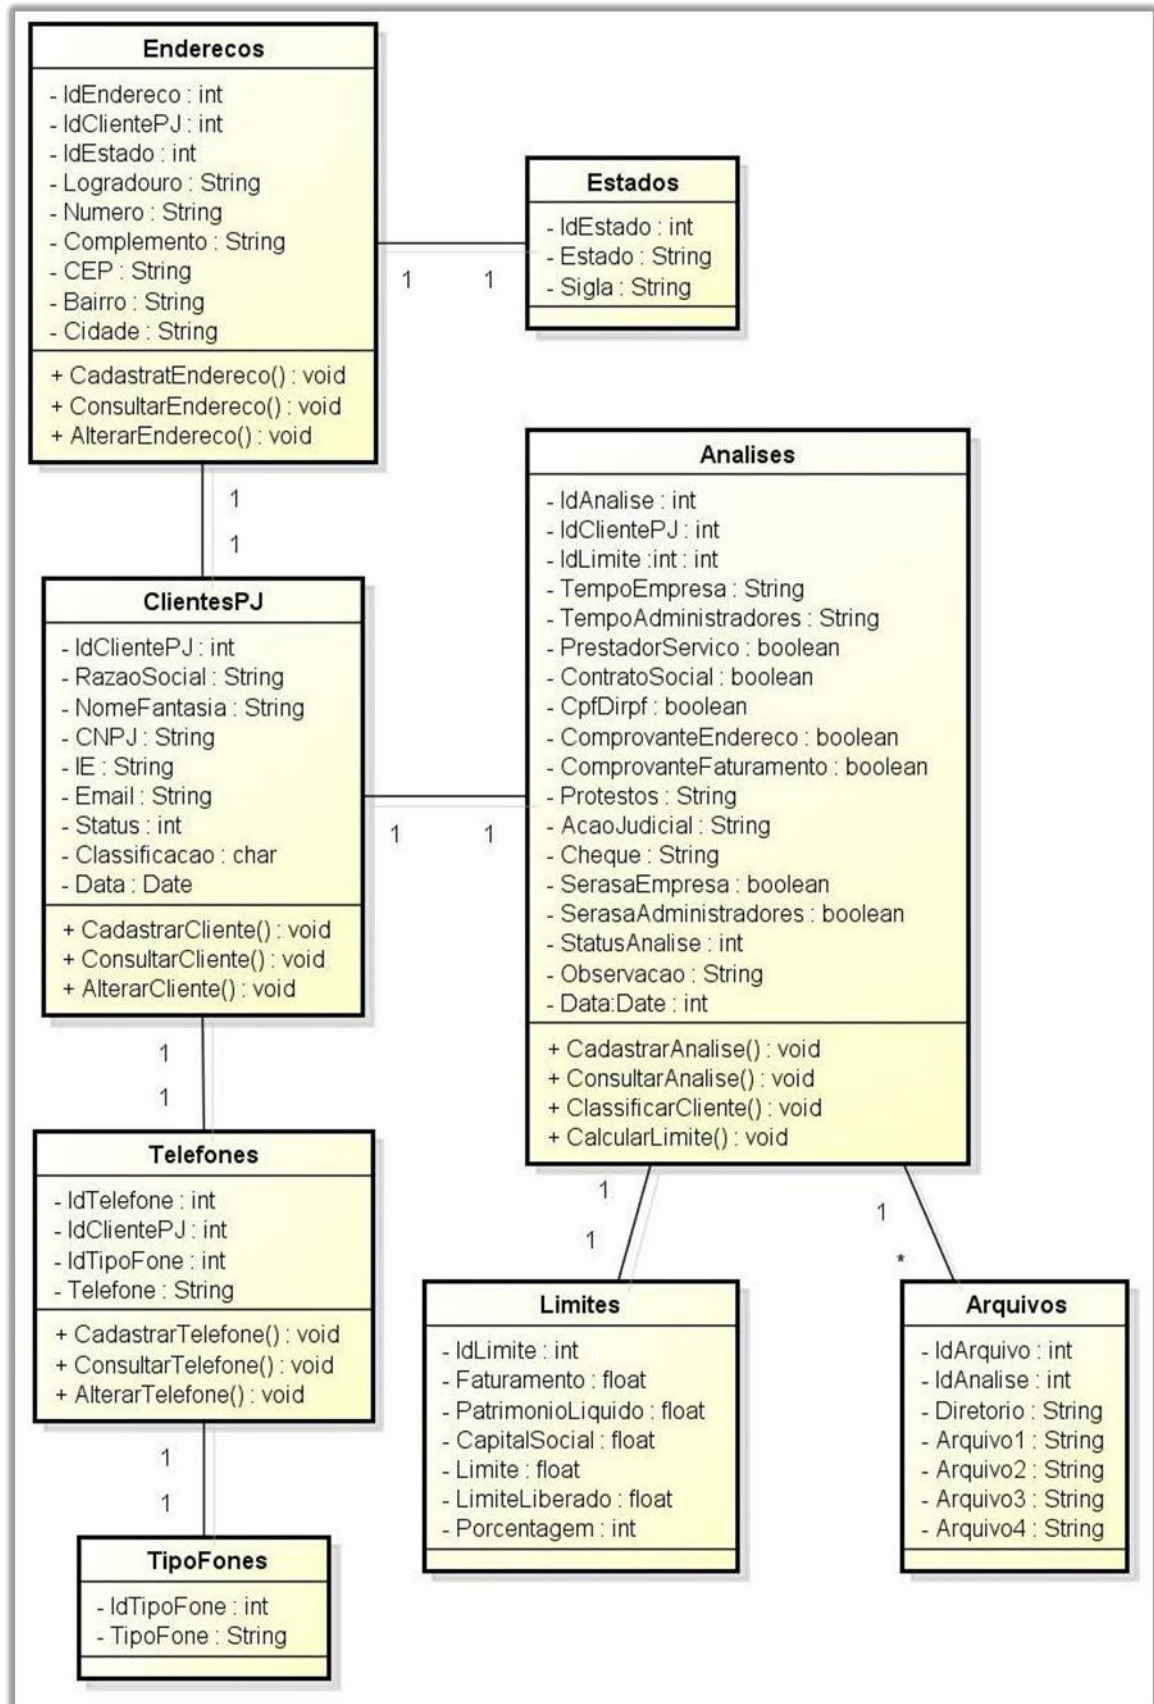 Enderecos
- IdEndereco : int
- IdClientePJ : int
- IdEstado : int
- Logradouro : String
- Numero : String
- Complemento : String
- CEP : String
- Bairro : String
- Cidade : String
+ CadastratEndereco() : void
+ ConsultarEndereco() : void
+ AlterarEndereco() : void
1
1
Estados
- IdEstado : int
- Estado : String
- Sigla : String
1
1
ClientesPJ
- IdClientePJ : int
- RazaoSocial : String
- NomeFantasia : String
- CNPJ : String
- IE : String
- Email : String
- Status : int
- Classificacao : char
- Data : Date
+ CadastrarCliente() : void
+ ConsultarCliente() : void
+ AlterarCliente() : void
1
1
Analises
- IdAnalise : int
- IdClientePJ : int
- IdLimite :int : int
- TempoEmpresa : String
- TempoAdministradores : String
- PrestadorServico : boolean
- ContratoSocial : boolean
- CpfDirpf : boolean
- ComprovanteEndereco : boolean
- ComprovanteFaturamento : boolean
- Protestos : String
- AcaoJudicial : String
- Cheque : String
- SerasaEmpresa : boolean
- SerasaAdministradores : boolean
- StatusAnalise : int
- Observacao : String
- Data:Date : int
+ CadastrarAnalise() : void
+ ConsultarAnalise() : void
+ ClassificarCliente() : void
+ CalcularLimite() : void
1
1
Telefones
- IdTelefone : int
- IdClientePJ : int
- IdTipoFone : int
- Telefone : String
+ CadastrarTelefone() : void
+ ConsultarTelefone() : void
+ AlterarTelefone() : void
1
1
TipoFones
- IdTipoFone : int
- TipoFone : String
1
1
Limites
- IdLimite : int
- Faturamento : float
- PatrimonioLiquido : float
- CapitalSocial : float
- Limite : float
- LimiteLiberado : float
- Porcentagem : int
1
*
Arquivos
- IdArquivo : int
- IdAnalise : int
- Diretorio : String
- Arquivo1 : String
- Arquivo2 : String
- Arquivo3 : String
- Arquivo4 : String